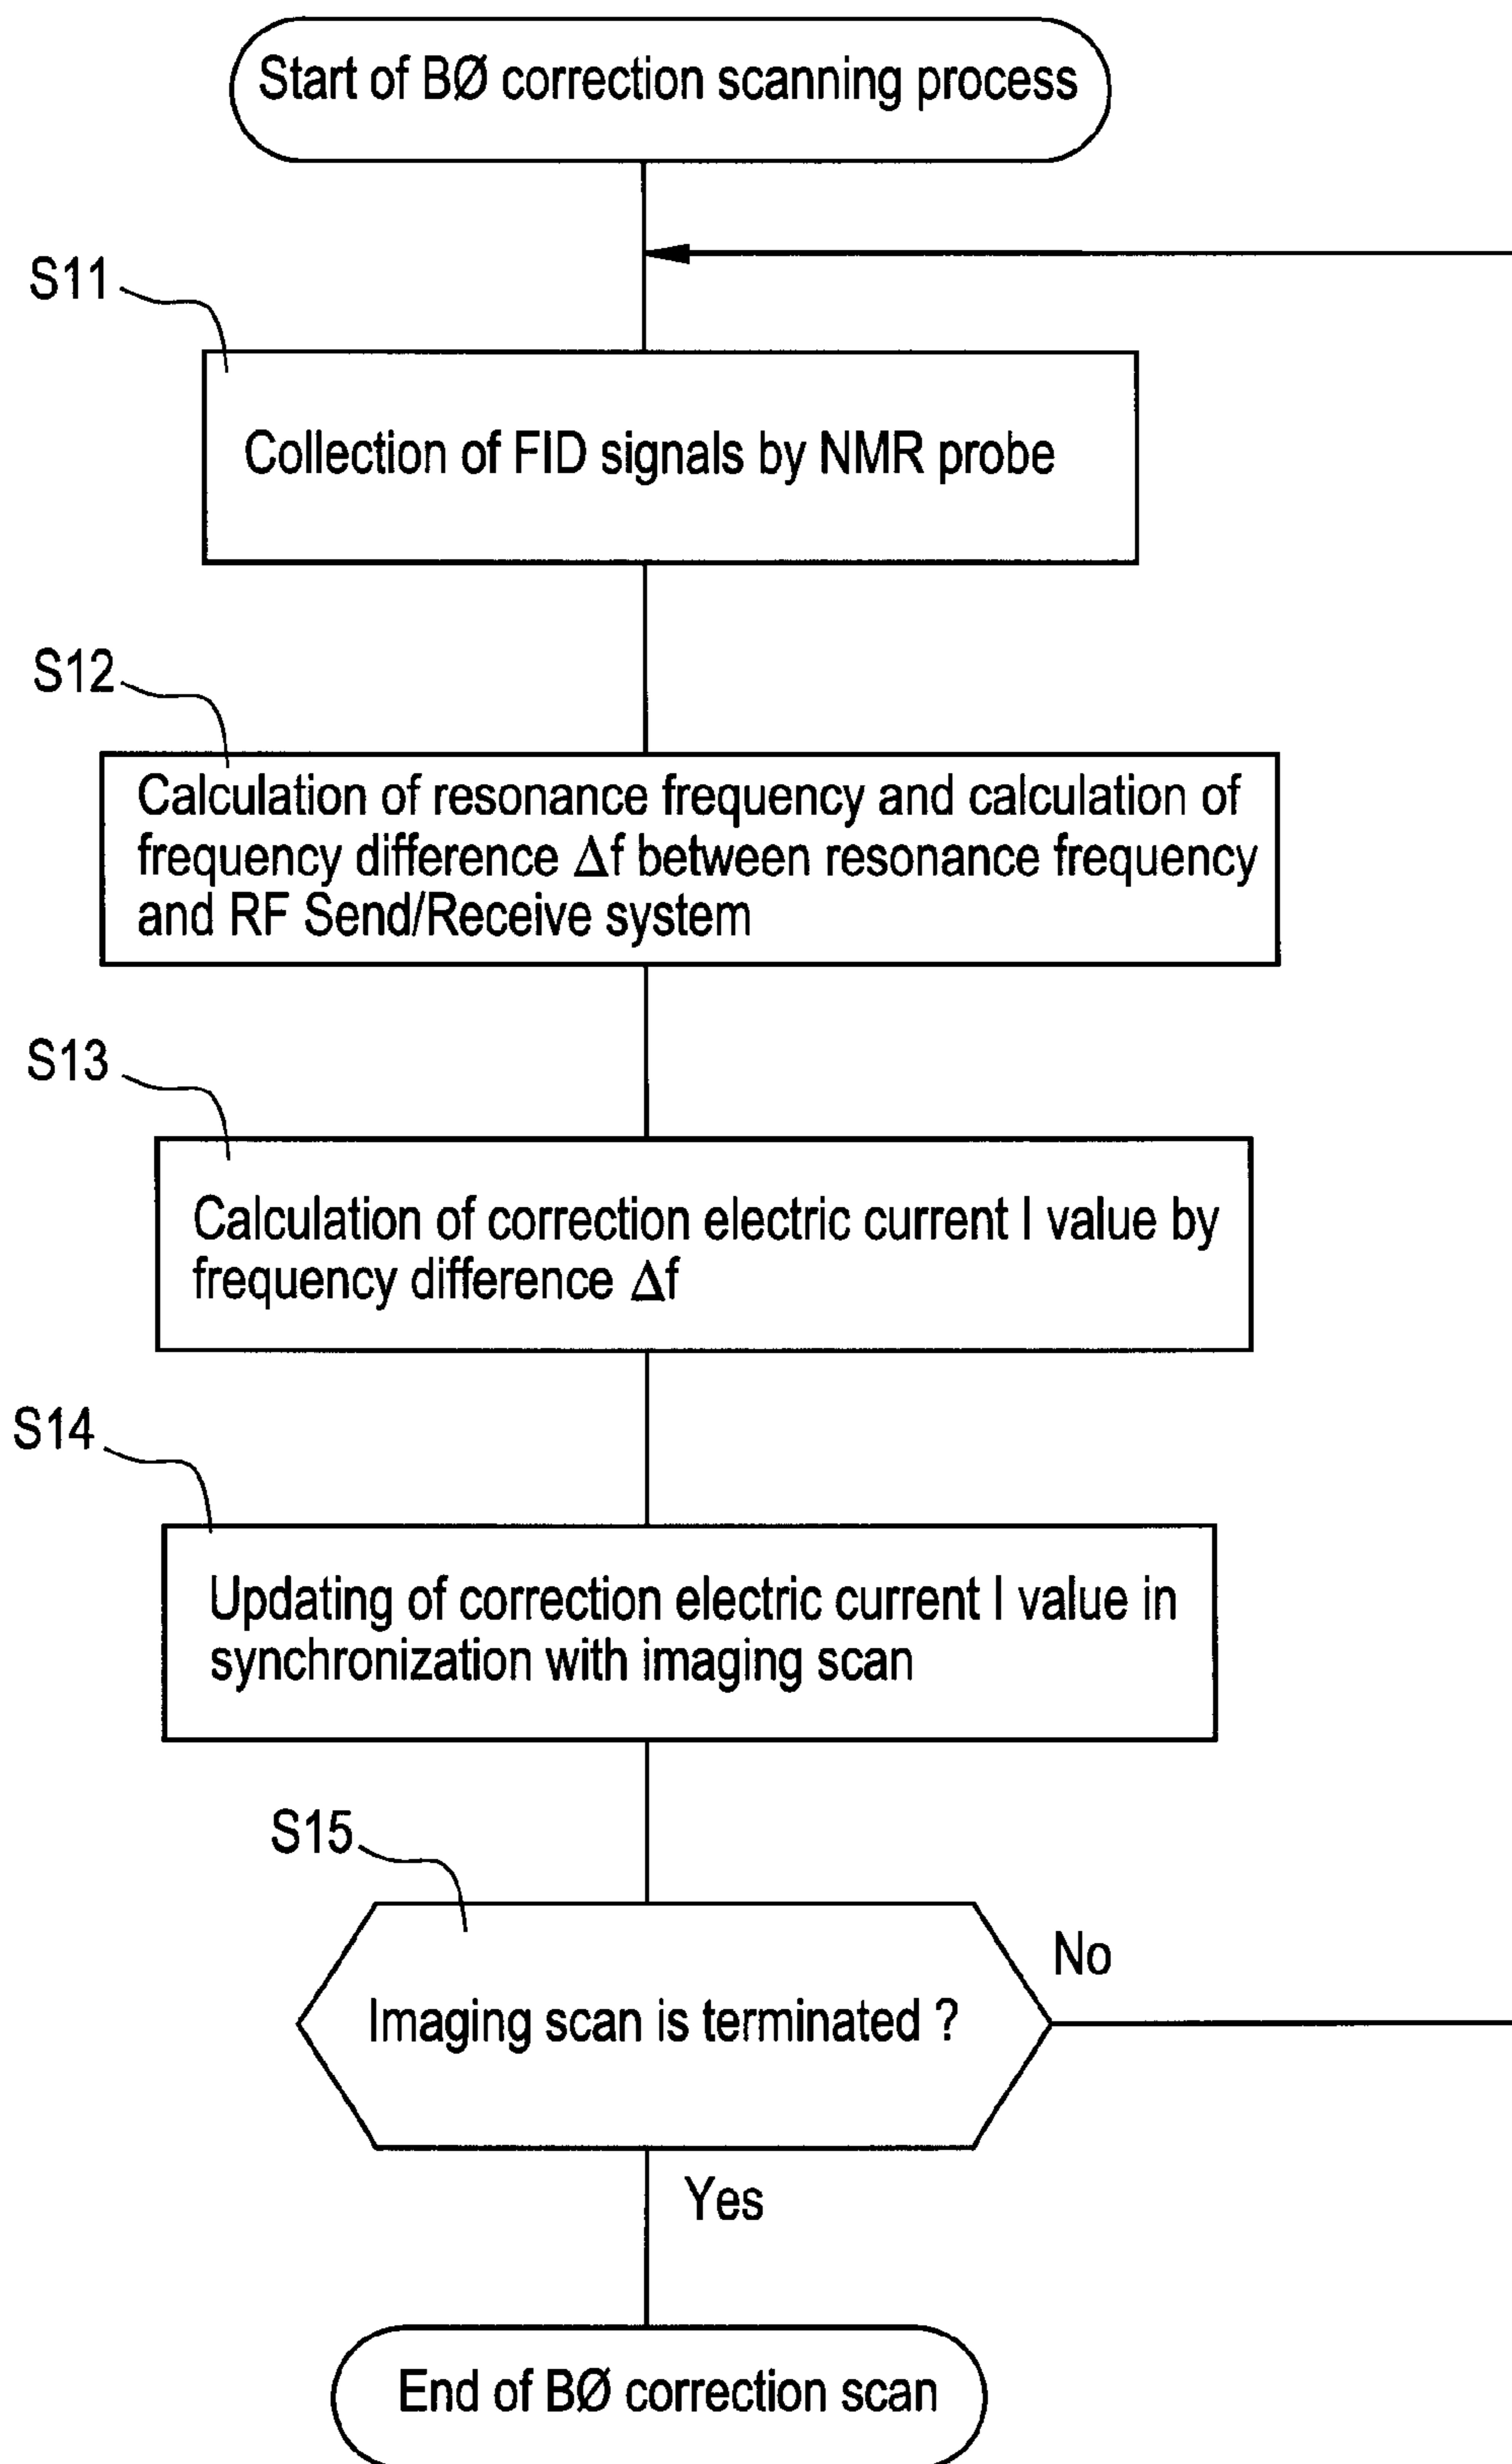 Start of BØ correction scanning process
S11
Collection of FID signals by NMR probe
S12
Calculation of resonance frequency and calculation of
frequency difference Δf between resonance frequency
and RF Send/Receive system
S13
Calculation of correction electric current I value by
frequency difference Δf
S14
Updating of correction electric current I value in
synchronization with imaging scan
S15
Imaging scan is terminated ?
No
Yes
End of BØ correction scan